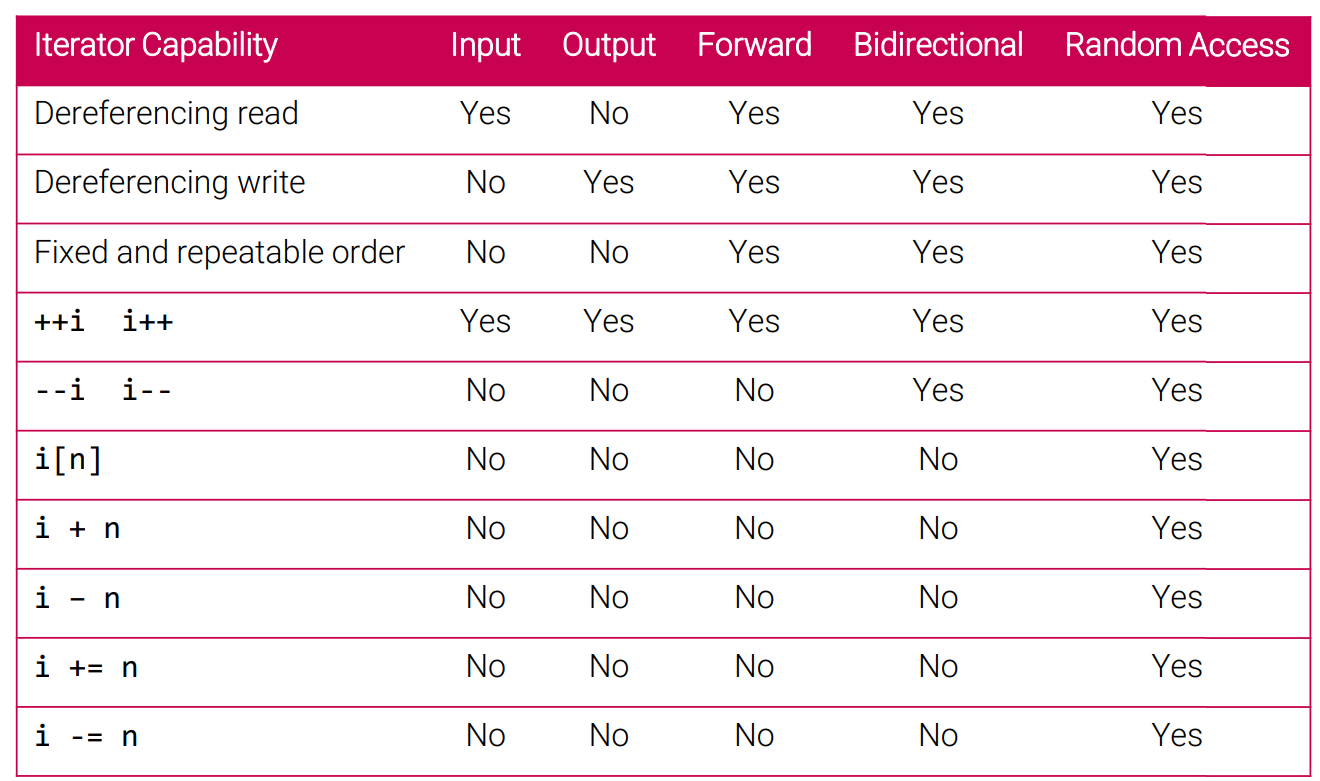 Iterator Capability Input Output Forward Bidirectional Random Access
Dereferencing read Yes No Yes Yes Yes
Dereferencing write No Yes Yes Yes Yes
Fixed and repeatable order No No Yes Yes Yes
++i i++ Yes Yes Yes Yes Yes
--i i-- No No No Yes Yes
i[n] No No No No Yes
i + n No No No No Yes
i – n No No No No Yes
i += n No No No No Yes
i -= n No No No No Yes